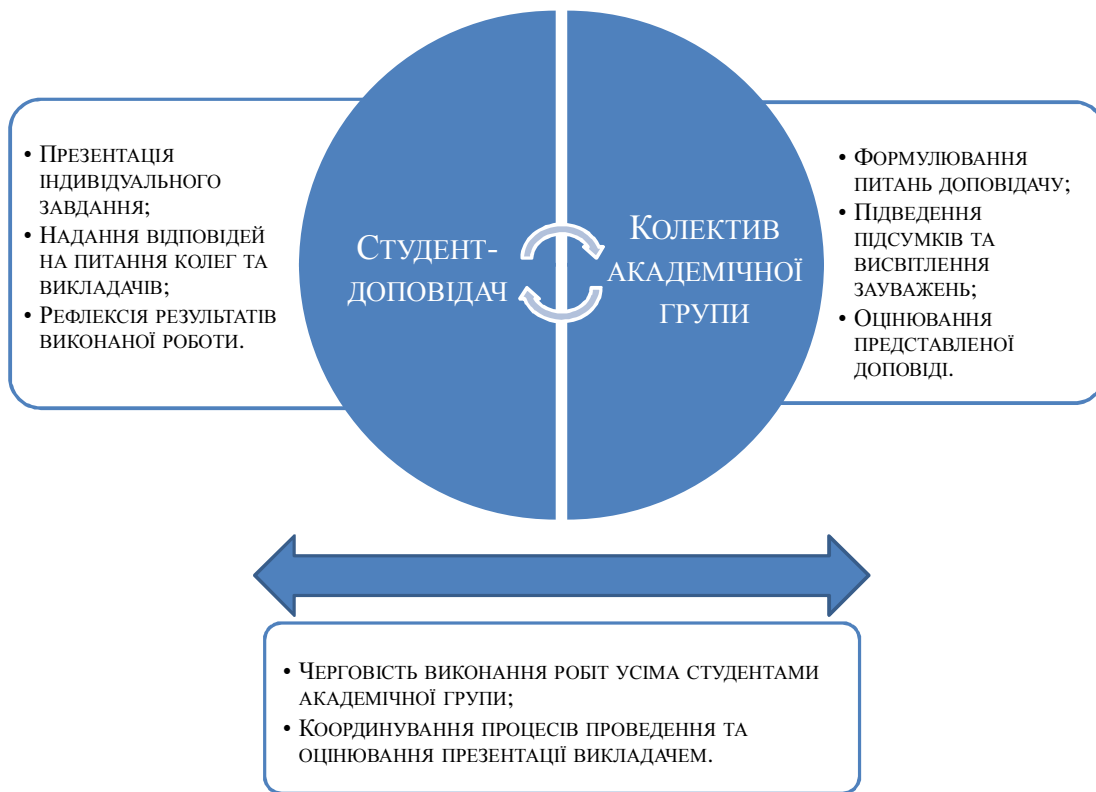 • Презентація
індивідуального
завдання;
• Надання відповідей
на питання колег та
викладачів;
• Рефлексія результатів
виконаної роботи.
Студент-
доповідач
Колектив
академічної
групи
• Формулювання
питань доповідачу;
• Підведення
підсумків та
висвітлення
зауважень;
• Оцінювання
представленої
доповіді.
• Черговість виконання робіт усіма студентами
академічної групи;
• Координування процесів проведення та
оцінювання презентації викладачем.